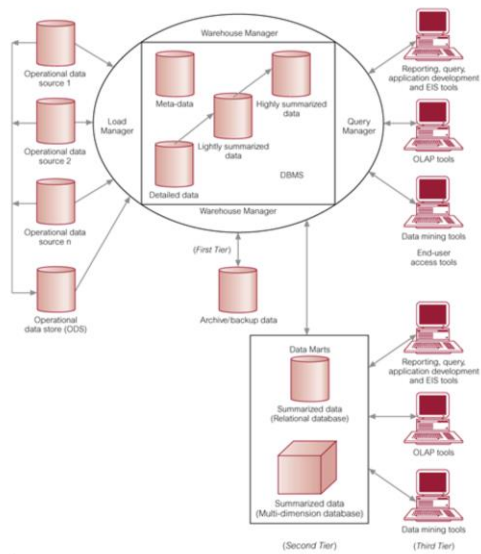 Warehouse Manager
Operational data
source 1
Meta-data
Highly summarized
data
Reporting, query,
application development
and EIS tools
Load
Manager
Query
Manager
Lightly summarized
data
Operational data
source 2
OLAP tools
DBMS
Detailed data
Warehouse Manager
Operational data
source n
Data mining tools
(First Tier)
End-user
access tools
Operational
data store (ODS)
Archive/backup data
Data Marts
Reporting, query,
application development
and EIS tools
Summarized data
(Relational database)
OLAP tools
Summarized data
(Multi-dimension database)
Data mining tools
(Second Tier)
(Third Tier)